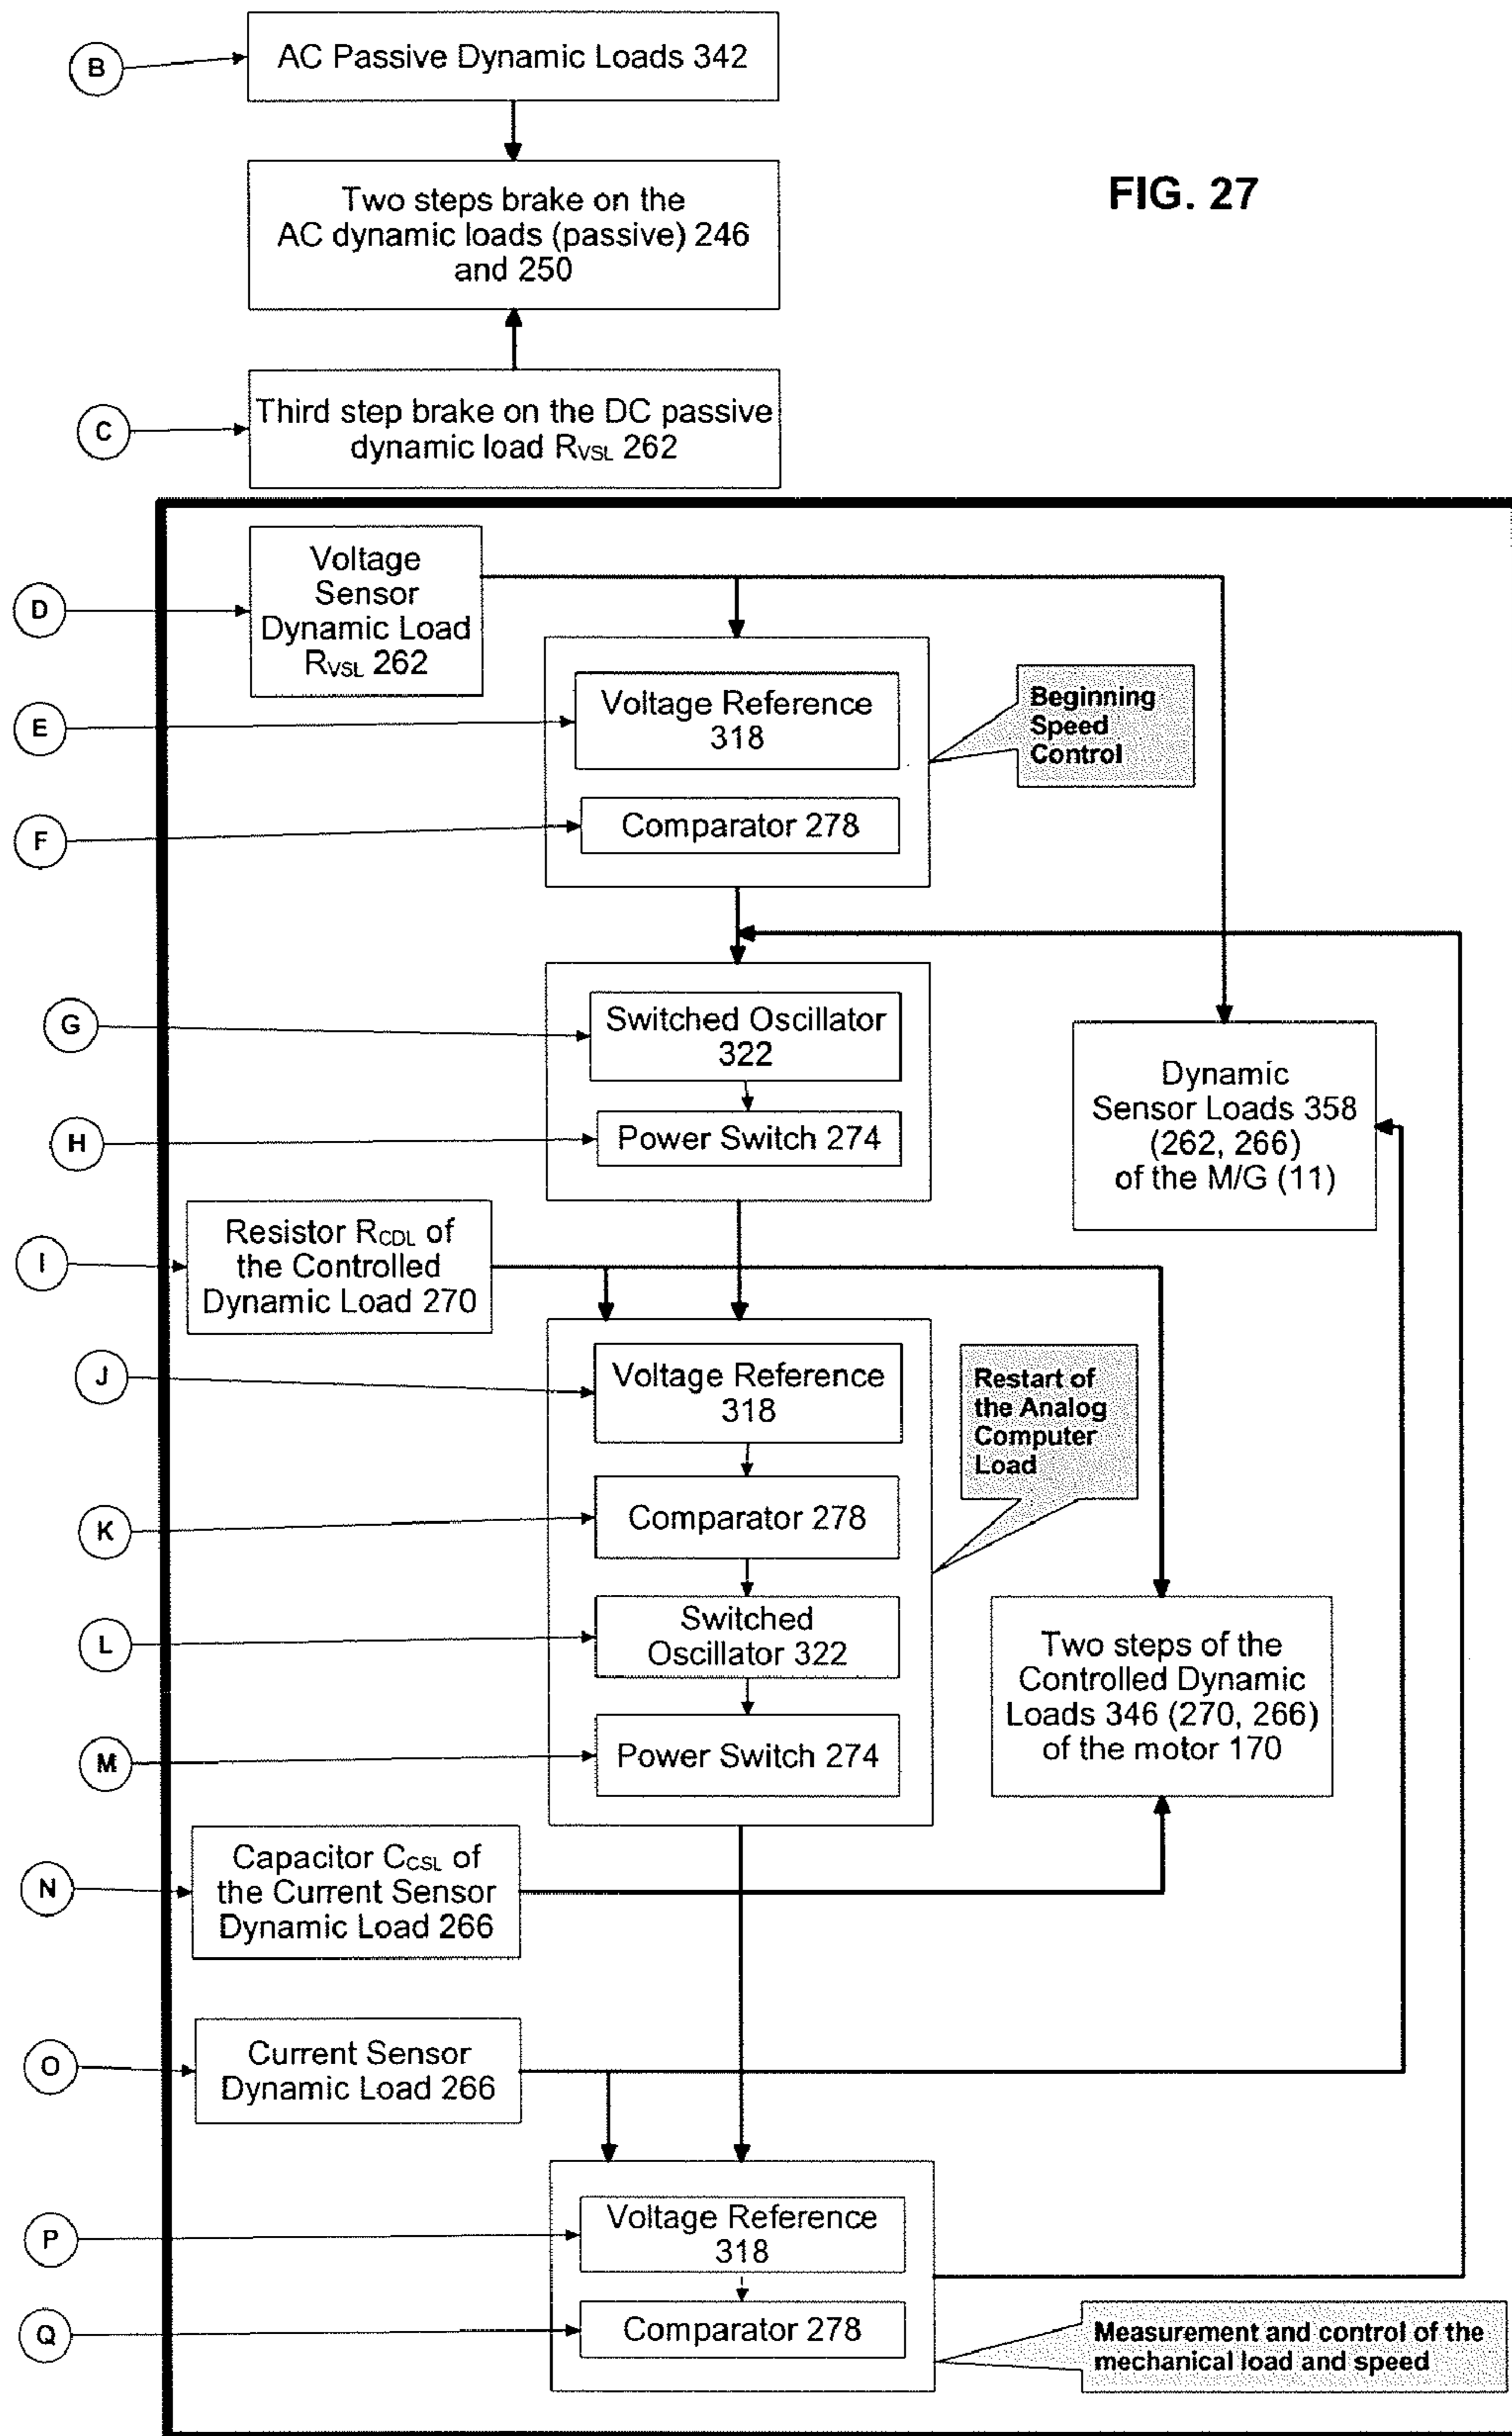 B
AC Passive Dynamic Loads 342
FIG. 27
Two steps brake on the
AC dynamic loads (passive) 246
and 250
C
Third step brake on the DC passive
dynamic load RVSL 262
D
Voltage
Sensor
Dynamic Load
RVSL 262
E
Voltage Reference
318
Beginning
Speed
Control
F
Comparator 278
G
Switched Oscillator
322
H
Power Switch 274
Dynamic
Sensor Loads 358
(262, 266)
of the M/G (11)
I
Resistor RCDL of
the Controlled
Dynamic Load 270
J
Voltage Reference
318
Restart of
the Analog
Computer
Load
K
Comparator 278
L
Switched
Oscillator 322
M
Power Switch 274
Two steps of the
Controlled Dynamic
Loads 346 (270, 266)
of the motor 170
N
Capacitor CCSL of
the Current Sensor
Dynamic Load 266
O
Current Sensor
Dynamic Load 266
P
Voltage Reference
318
Q
Comparator 278
Measurement and control of the
mechanical load and speed